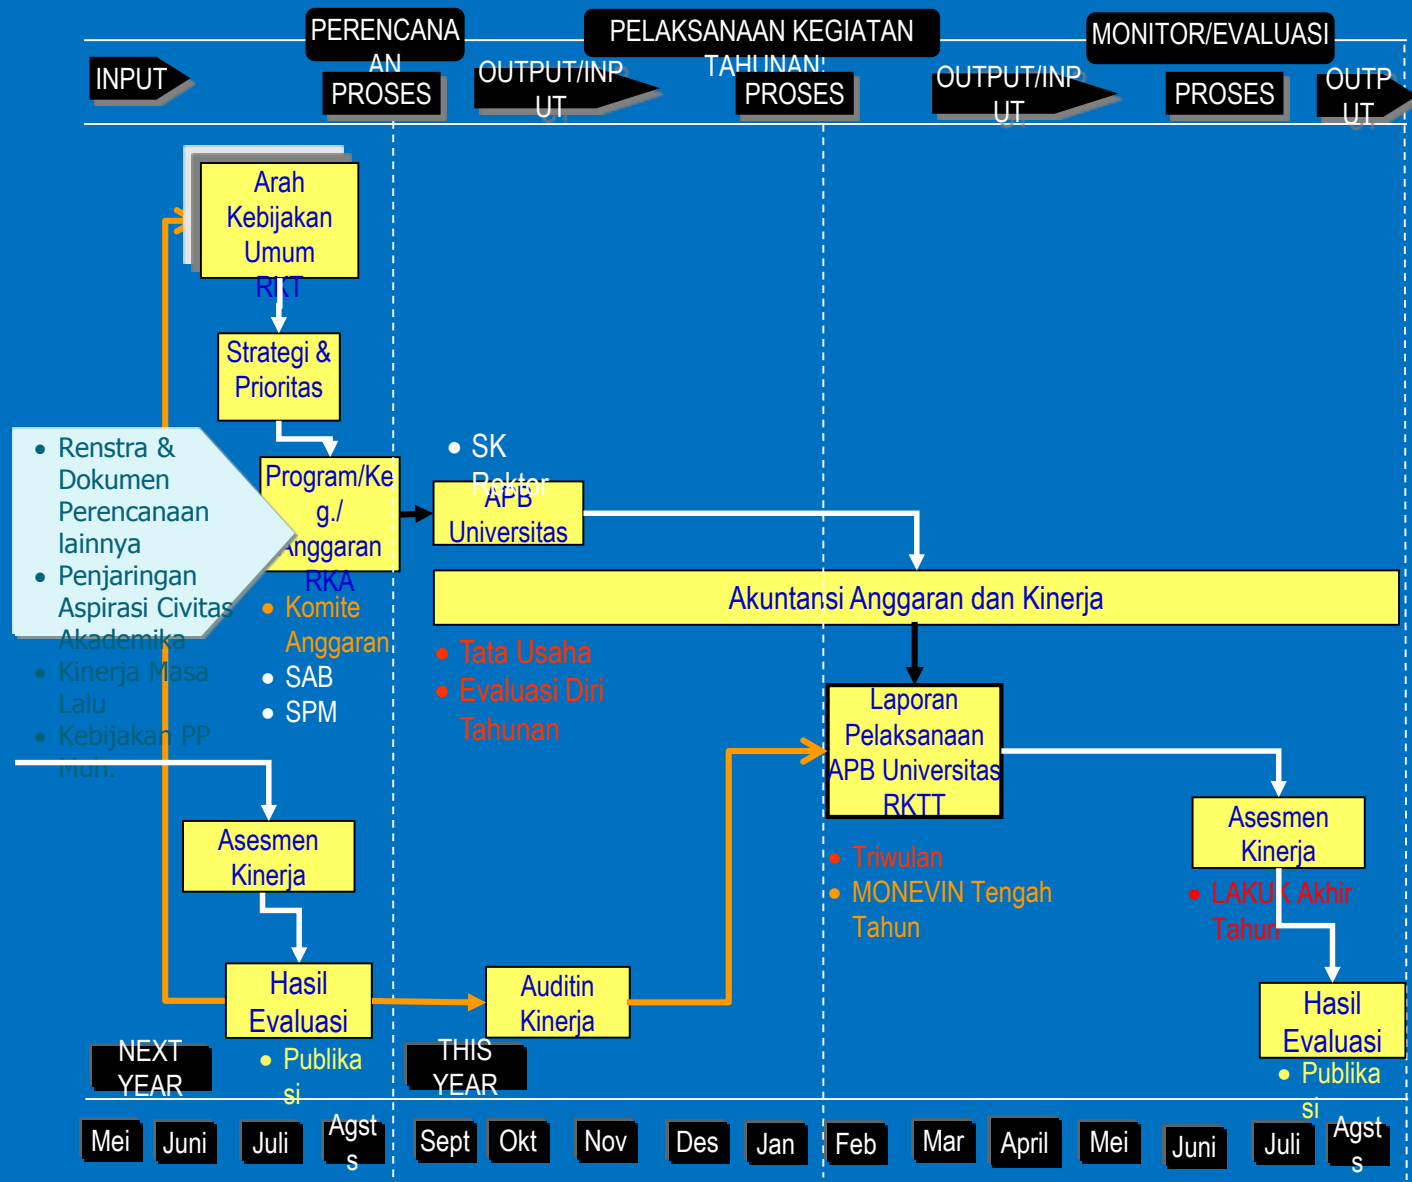 PERENCANA
AN
PELAKSANAAN KEGIATAN
TAHUNAN
MONITOR/EVALUASI
INPUT
PROSES
OUTPUT/INP
UT
PROSES
OUTPUT/INP
UT
PROSES
OUTP
UT
Arah
Kebijakan
Umum
RKT
Strategi &
Prioritas
• Renstra &
Dokumen
Perencanaan
lainnya
• Penjaringan
Aspirasi Civitas
Akademika
• Kinerja Masa
Lalu
• Kebijakan PP
Muh.
Program/Ke
g./
Anggaran
RKA
• Komite
Anggaran
• SAB
• SPM
• SK
Rektor
APB
Universitas
Akuntansi Anggaran dan Kinerja
• Tata Usaha
• Evaluasi Diri
Tahunan
Laporan
Pelaksanaan
APB Universitas
RKTT
• Triwulan
• MONEVIN Tengah
Tahun
Asesmen
Kinerja
• LAKUK Akhir
Tahun
Asesmen
Kinerja
Hasil
Evaluasi
• Publika
si
Auditin
Kinerja
Hasil
Evaluasi
• Publika
si
NEXT
YEAR
THIS
YEAR
Mei
Juni
Juli
Agst
s
Sept
Okt
Nov
Des
Jan
Feb
Mar
April
Mei
Juni
Juli
Agst
s